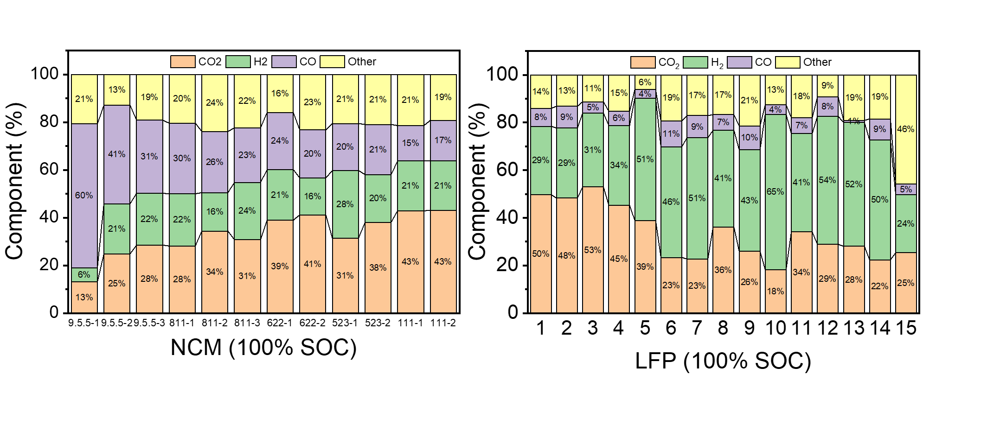 CO2 H2 CO Other
100
80
60
40
20
0
Component (%)
21% 13% 19% 20% 24% 22% 16% 23% 21% 21% 21% 19%
60% 41% 31% 30% 26% 23% 24% 20% 20% 21% 15% 17%
6% 21% 22% 22% 16% 24% 21% 16% 28% 20% 21% 21%
13% 25% 28% 28% 34% 31% 39% 41% 31% 38% 43% 43%
9.5.5-1 9.5.5-2 9.5.5-3 811-1 811-2 811-3 622-1 622-2 523-1 523-2 111-1 111-2
NCM (100% SOC)
CO₂ H₂ CO Other
100
80
60
40
20
0
Component (%)
14% 13% 11% 15% 6% 19% 17% 17% 21% 13% 18% 9% 19% 19% 46%
8% 9% 5% 6% 4% 11% 9% 7% 10% 4% 7% 8% 1% 9% 5%
29% 29% 31% 34% 51% 46% 51% 41% 43% 65% 41% 54% 52% 50% 24%
50% 48% 53% 45% 39% 23% 23% 36% 26% 18% 34% 29% 28% 22% 25%
1 2 3 4 5 6 7 8 9 10 11 12 13 14 15
LFP (100% SOC)